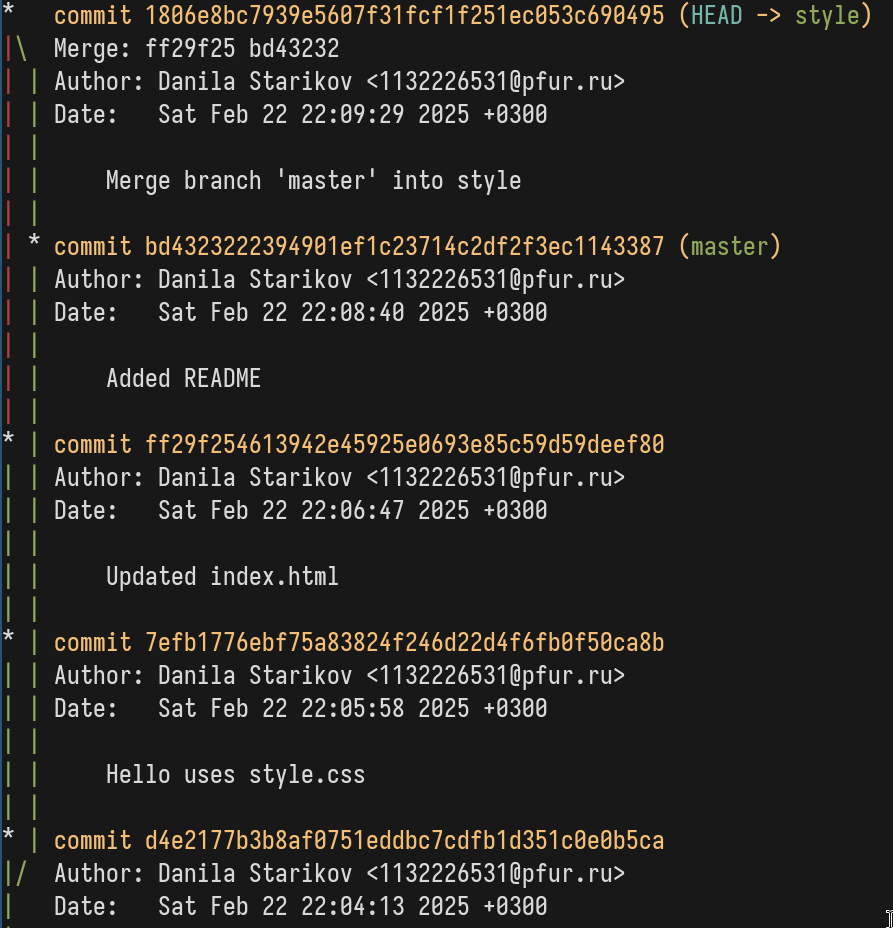 *   commit 1806e8bc7939e5607f31fcf1f251ec053c690495 (HEAD -> style)
|\  Merge: ff29f25 bd43232
| | Author: Danila Starikov <1132226531@pfur.ru>
| | Date:   Sat Feb 22 22:09:29 2025 +0300
| |
| |     Merge branch 'master' into style
| |
| * commit bd4323222394901ef1c23714c2df2f3ec1143387 (master)
| | Author: Danila Starikov <1132226531@pfur.ru>
| | Date:   Sat Feb 22 22:08:40 2025 +0300
| |
| |     Added README
| |
* | commit ff29f254613942e45925e0693e85c59d59deef80
| | Author: Danila Starikov <1132226531@pfur.ru>
| | Date:   Sat Feb 22 22:06:47 2025 +0300
| |
| |     Updated index.html
| |
* | commit 7efb1776ebf75a83824f246d22d4f6fb0f50ca8b
| | Author: Danila Starikov <1132226531@pfur.ru>
| | Date:   Sat Feb 22 22:05:58 2025 +0300
| |
| |     Hello uses style.css
| |
* | commit d4e2177b3b8af0751eddbc7cdfb1d351c0e0b5ca
|/  Author: Danila Starikov <1132226531@pfur.ru>
|   Date:   Sat Feb 22 22:04:13 2025 +0300